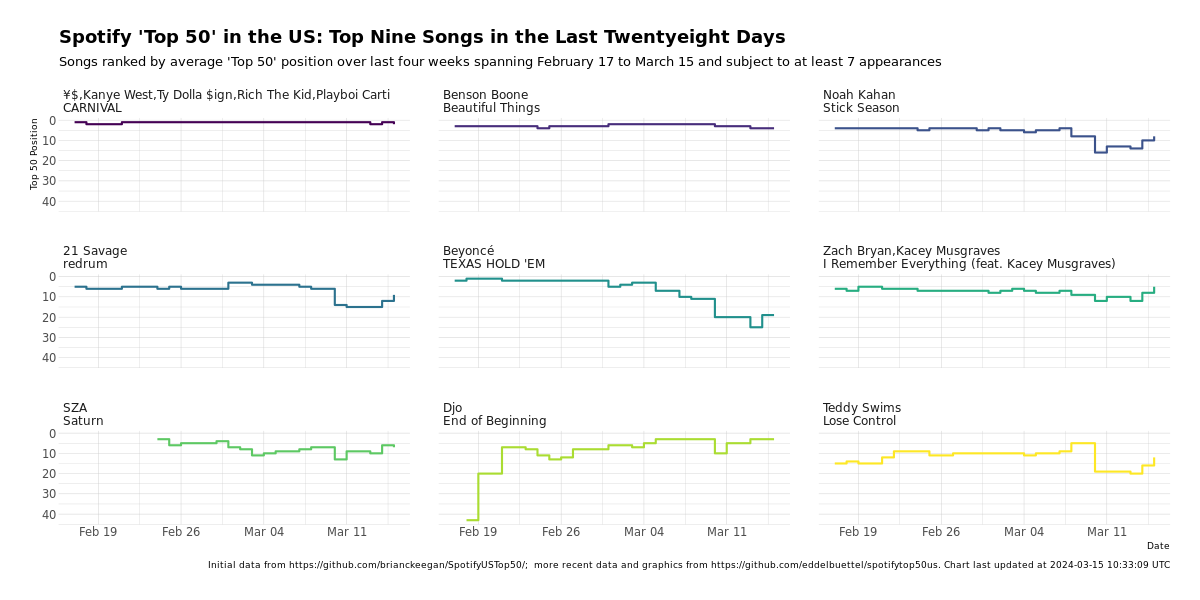 Spotify 'Top 50' in the US: Top Nine Songs in the Last Twentyeight Days
Songs ranked by average 'Top 50' position over last four weeks spanning February 17 to March 15 and subject to at least 7 appearances
¥$,Kanye West,Ty Dolla $ign,Rich The Kid,Playboi Carti
CARNIVAL
Benson Boone
Beautiful Things
Noah Kahan
Stick Season
Top 50 Position
0
10
20
30
40
21 Savage
redrum
Beyoncé
TEXAS HOLD 'EM
Zach Bryan,Kacey Musgraves
I Remember Everything (feat. Kacey Musgraves)
0
10
20
30
40
SZA
Saturn
Djo
End of Beginning
Teddy Swims
Lose Control
0
10
20
30
40
Feb 19 Feb 26 Mar 04 Mar 11
Feb 19 Feb 26 Mar 04 Mar 11
Feb 19 Feb 26 Mar 04 Mar 11
Date
Initial data from https://github.com/brianckeegan/SpotifyUSTop50/; more recent data and graphics from https://github.com/eddelbuettel/spotifytop50us. Chart last updated at 2024-03-15 10:33:09 UTC